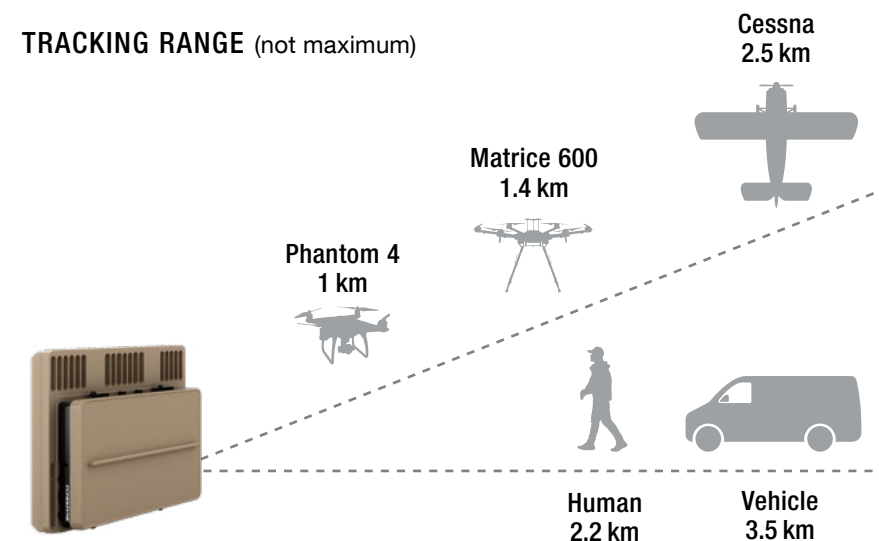 TRACKING RANGE (not maximum)
Cessna
2.5 km
Matrice 600
1.4 km
Phantom 4
1 km
Human
2.2 km
Vehicle
3.5 km